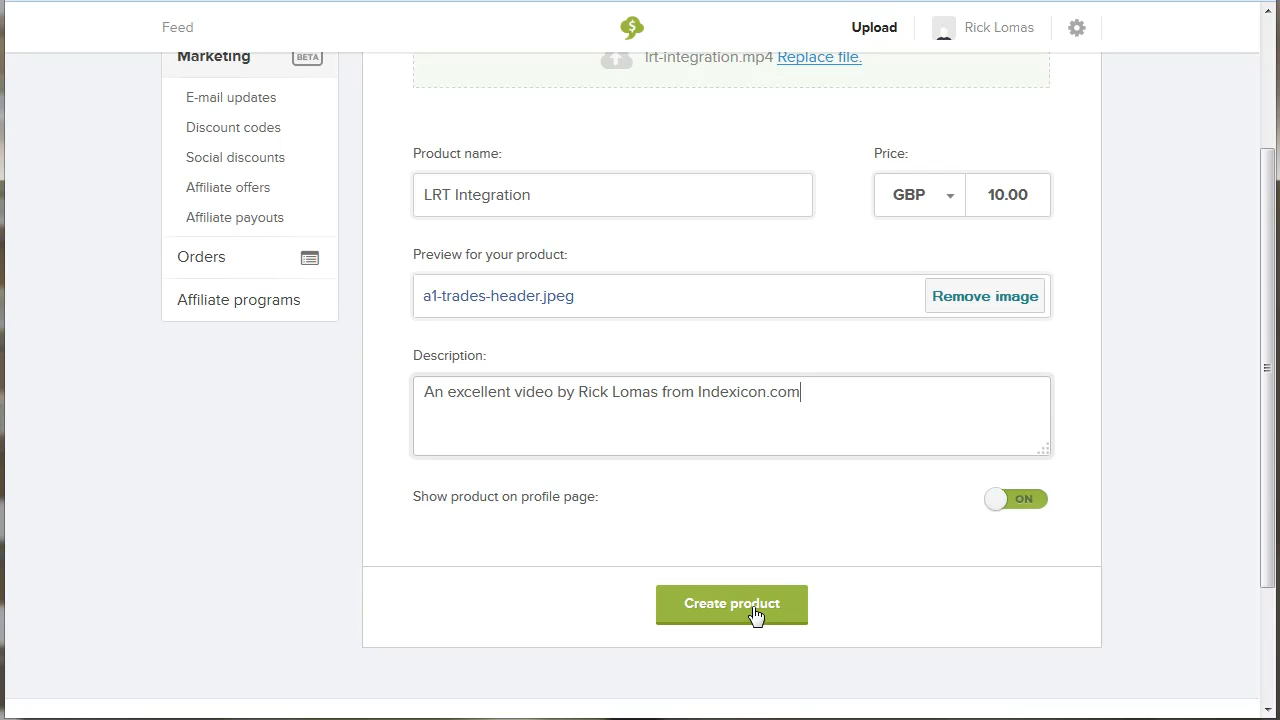 Feed
$
Upload
Rick Lomas
Marketing
BETA
E-mail updates
Discount codes
Social discounts
Affiliate offers
Affiliate payouts
Orders
Affiliate programs
lrt-integration.mp4 Replace file.
Product name:
Price:
LRT Integration
GBP
10.00
Preview for your product:
a1-trades-header.jpeg
Remove image
Description:
An excellent video by Rick Lomas from Indexicon.com
Show product on profile page:
ON
Create product